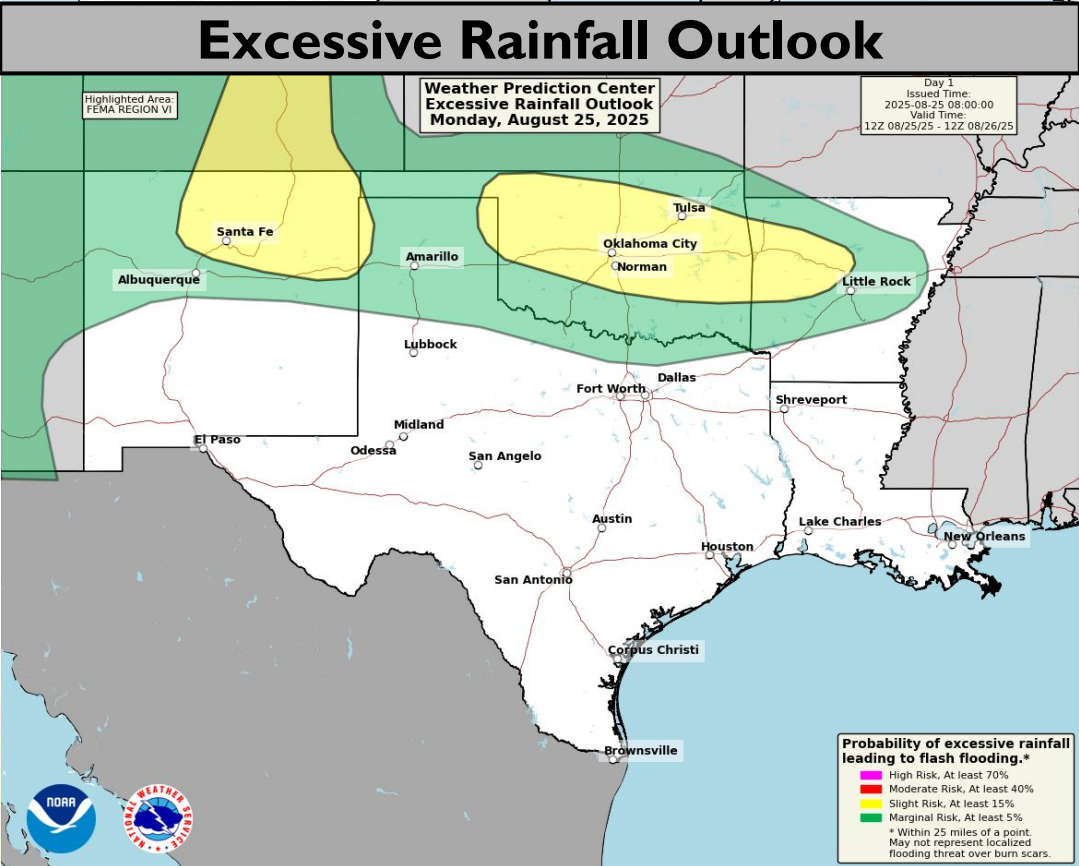 Excessive Rainfall Outlook
Highlighted Area:
FEMA REGION VI
Weather Prediction Center
Excessive Rainfall Outlook
Monday, August 25, 2025
Day 1
Issued Time:
2025-08-25 08:00:00
Valid Time:
12Z 08/25/25 - 12Z 08/26/25
Tulsa
Santa Fe
Oklahoma City
Amarillo
Norman
Albuquerque
Little Rock
Lubbock
Dallas
Fort Worth
Shreveport
Midland
El Paso
Odessa
San Angelo
Austin
Lake Charles
New Orleans
Houston
San Antonio
Corpus Christi
Brownsville
Probability of excessive rainfall
leading to flash flooding.*
High Risk, At least 70%
Moderate Risk, At least 40%
Slight Risk, At least 15%
Marginal Risk, At least 5%
* Within 25 miles of a point.
May not represent localized
flooding threat over burn scars.
NOAA
NATIONAL WEATHER SERVICE